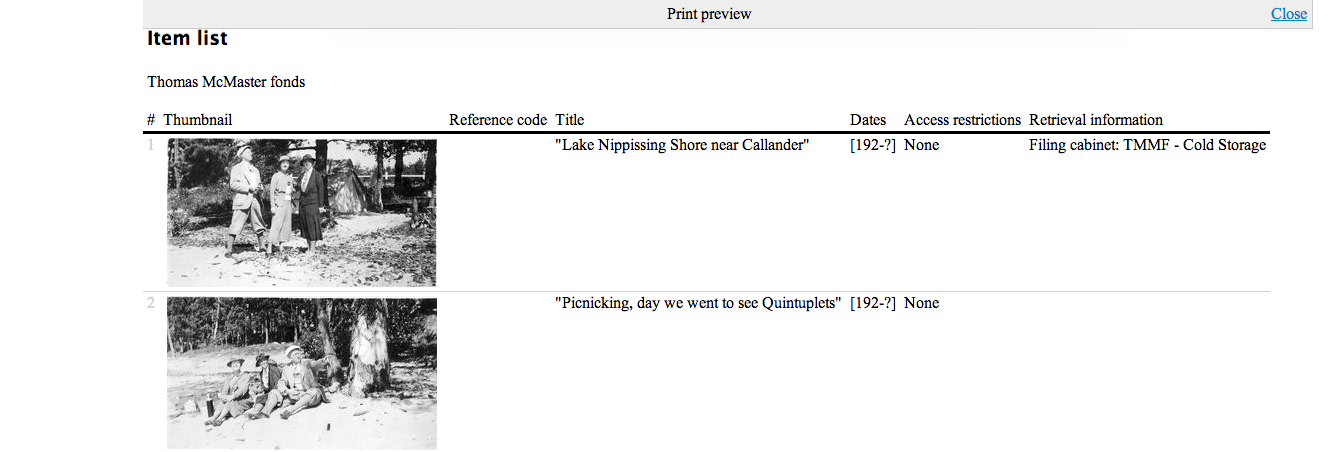 Print preview Close
Item list
Thomas McMaster fonds
# Thumbnail Reference code Title Dates Access restrictions Retrieval information
1 "Lake Nippissing Shore near Callander" [192-?] None Filing cabinet: TMMF - Cold Storage
2 "Picnicking, day we went to see Quintuplets" [192-?] None